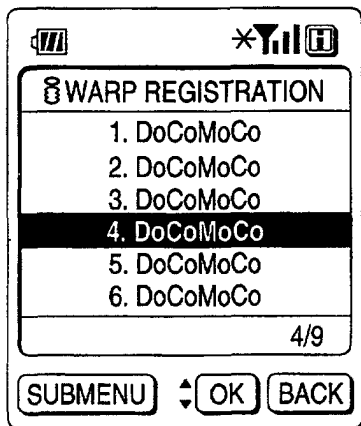 WARP REGISTRATION
1. DoCoMoCo
2. DoCoMoCo
3. DoCoMoCo
4. DoCoMoCo
5. DoCoMoCo
6. DoCoMoCo
4/9
SUBMENU OK BACK